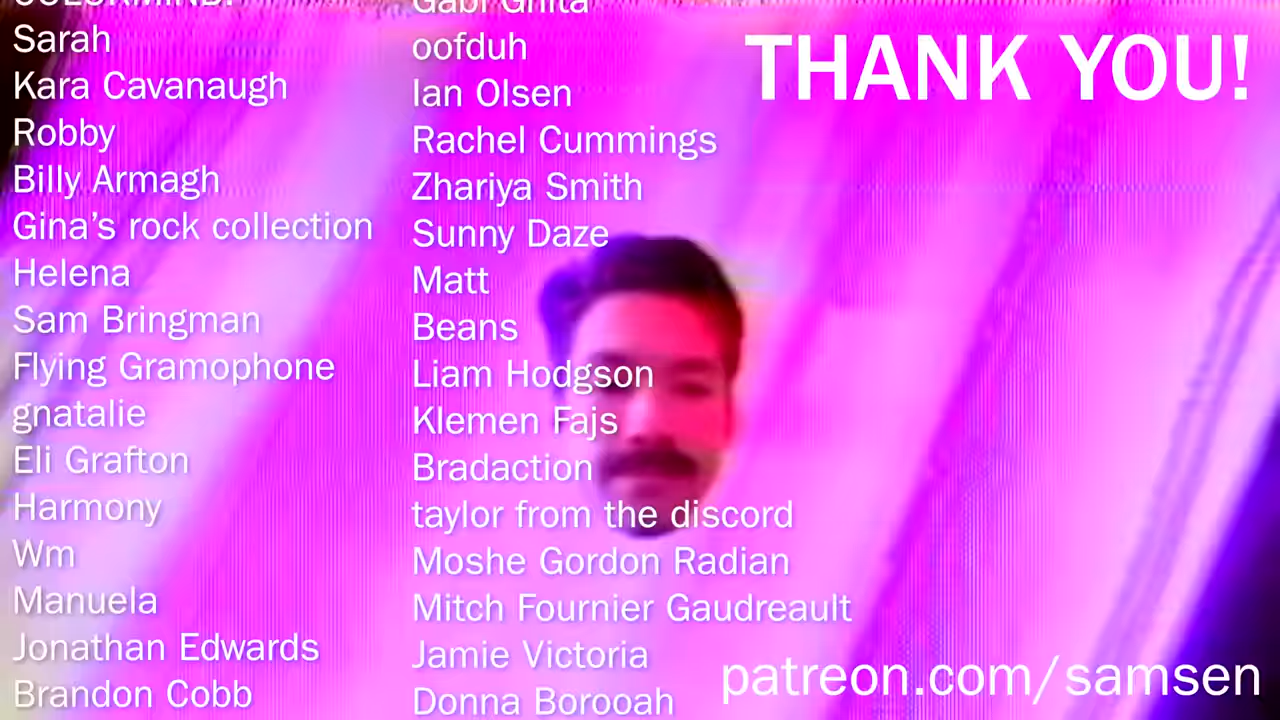 COLORMIND!
Sarah
Kara Cavanaugh
Robby
Billy Armagh
Gina’s rock collection
Helena
Sam Bringman
Flying Gramophone
gnatalie
Eli Grafton
Harmony
Wm
Manuela
Jonathan Edwards
Brandon Cobb
Gabi Ghita
oofduh
Ian Olsen
Rachel Cummings
Zhariya Smith
Sunny Daze
Matt
Beans
Liam Hodgson
Klemen Fajs
Bradaction
taylor from the discord
Moshe Gordon Radian
Mitch Fournier Gaudreault
Jamie Victoria
Donna Borooah
THANK YOU!
patreon.com/samsen